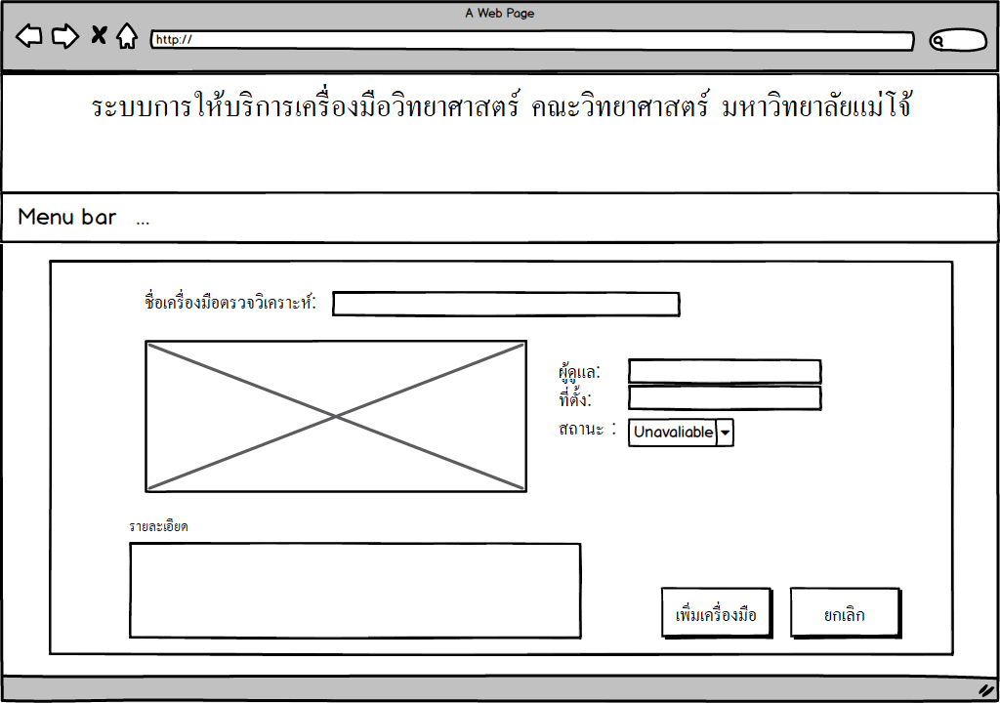 A Web Page
http://
ระบบการให้บริการเครื่องมือวิทยาศาสตร์ คณะวิทยาศาสตร์ มหาวิทยาลัยแม่โจ้
Menu bar ...
ชื่อเครื่องมือตรวจวิเคราะห์:
ผู้ดูแล:
ที่ตั้ง:
สถานะ : Unavaliable
รายละเอียด
เพิ่มเครื่องมือ ยกเลิก